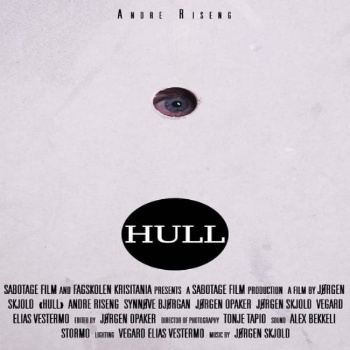 ANDRE RISENG
HULL
SABOTAGE FILM AND FAGSKOLEN KRISITANIA PRESENTS A SABOTAGE FILM PRODUCTION A FILM BY JØRGEN
SKJOLD «HULL» ANDRE RISENG SYNNØVE BJØRGAN JØRGEN OPAKER JØRGEN SKJOLD VEGARD
ELIAS VESTERMO EDITED BY JØRGEN OPAKER DIRECTOR OF PHOTOGRAPHY TONJE TAPIO SOUND ALEX BEKKELI
STORMO LIGHTING VEGARD ELIAS VESTERMO MUSIC BY JØRGEN SKJOLD